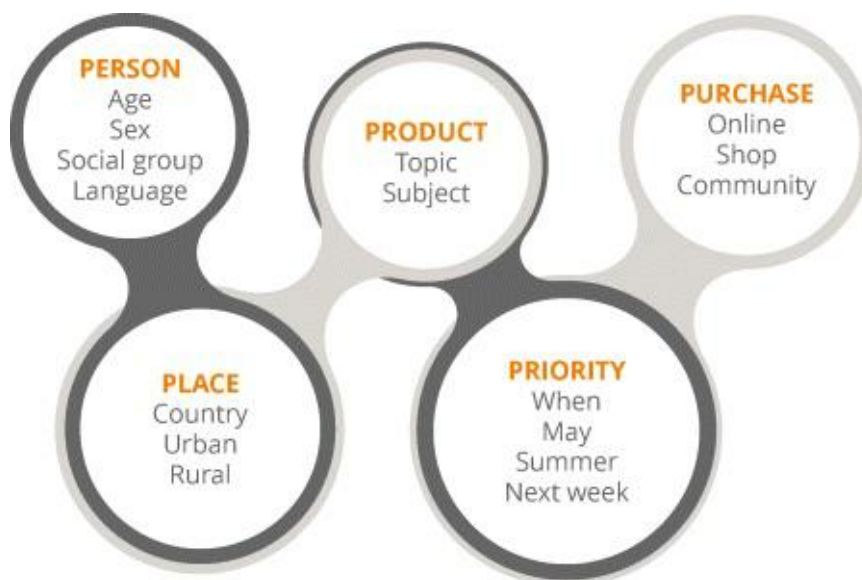 PERSON
Age
Sex
Social group
Language
PLACE
Country
Urban
Rural
PRODUCT
Topic
Subject
PRIORITY
When
May
Summer
Next week
PURCHASE
Online
Shop
Community